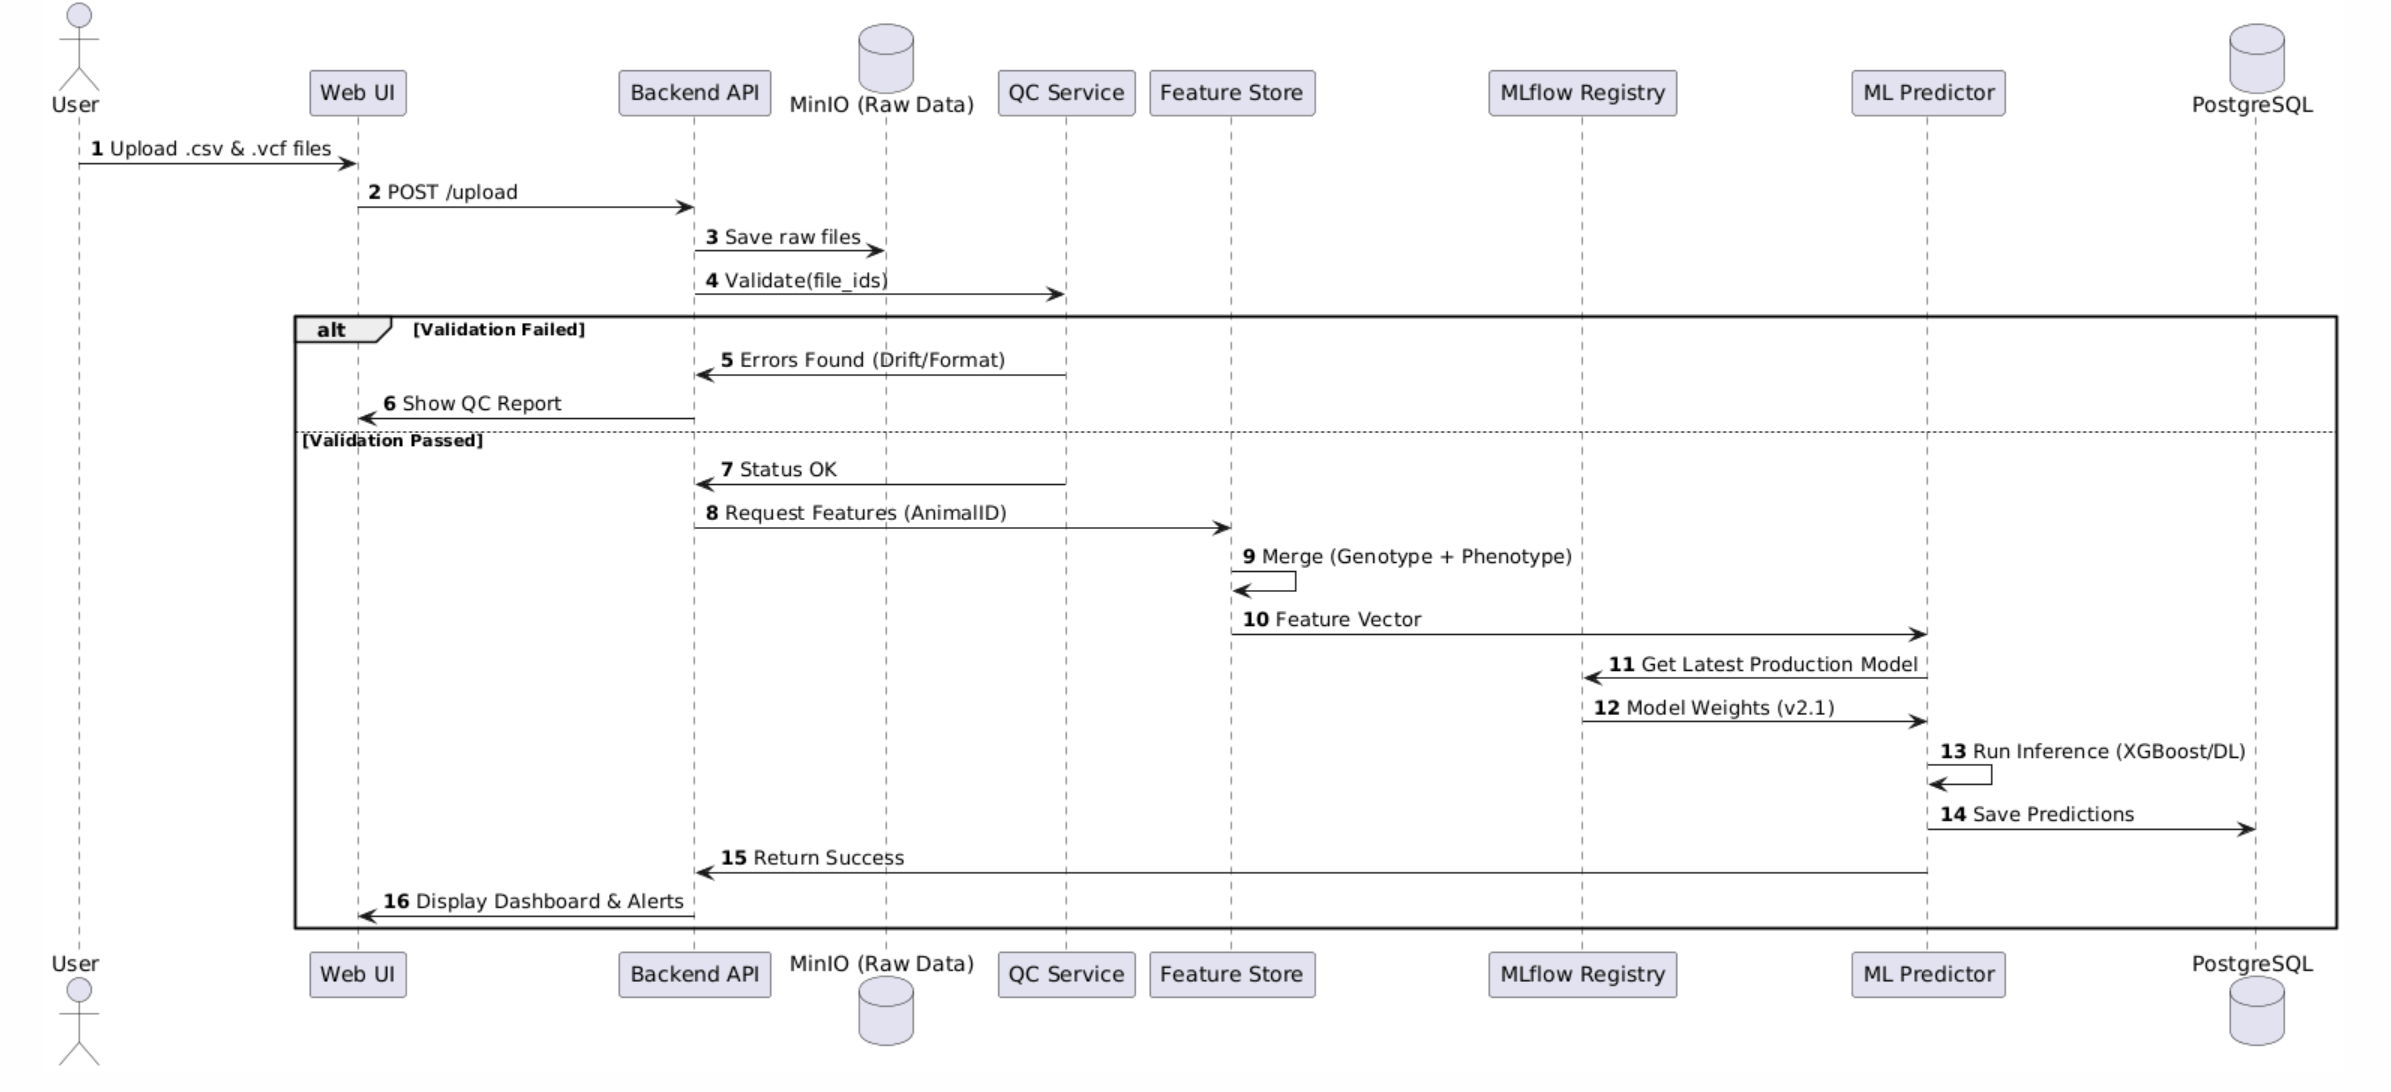 User
Web UI
Backend API
MinIO (Raw Data)
QC Service
Feature Store
MLflow Registry
ML Predictor
PostgreSQL
1 Upload .csv & .vcf files
2 POST /upload
3 Save raw files
4 Validate(file_ids)
alt [Validation Failed]
5 Errors Found (Drift/Format)
6 Show QC Report
[Validation Passed]
7 Status OK
8 Request Features (AnimalID)
9 Merge (Genotype + Phenotype)
10 Feature Vector
11 Get Latest Production Model
12 Model Weights (v2.1)
13 Run Inference (XGBoost/DL)
14 Save Predictions
15 Return Success
16 Display Dashboard & Alerts
User
Web UI
Backend API
MinIO (Raw Data)
QC Service
Feature Store
MLflow Registry
ML Predictor
PostgreSQL